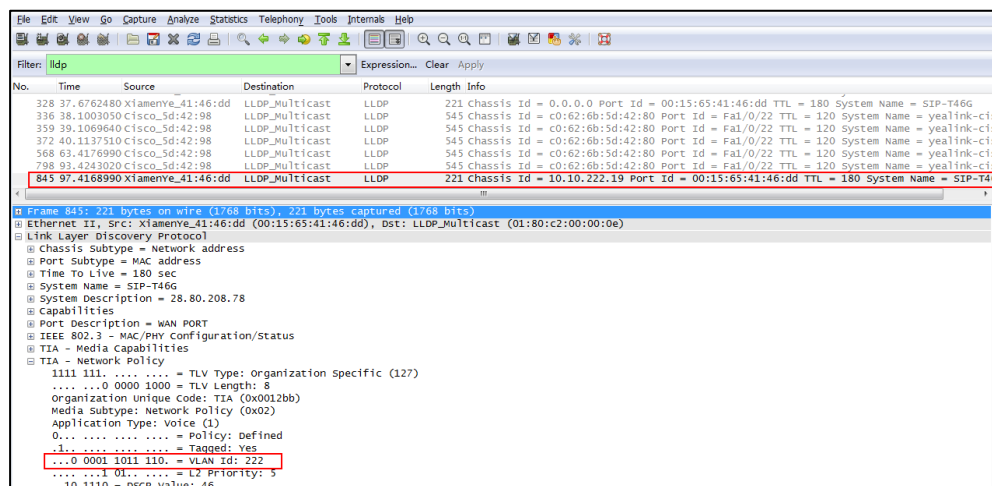 File Edit View Go Capture Analyze Statistics Telephony Tools Internals Help
Filter: lldp Expression... Clear Apply
No. Time Source Destination Protocol Length Info
328 37.6762480 XiamenYe_41:46:dd LLDP_Multicast LLDP 221 Chassis Id = 0.0.0.0 Port Id = 00:15:65:41:46:dd TTL = 180 System Name = SIP-T46G
336 38.1003050 Cisco_5d:42:98 LLDP_Multicast LLDP 545 Chassis Id = c0:62:6b:5d:42:80 Port Id = Fa1/0/22 TTL = 120 System Name = yealink-ci
359 39.1069640 Cisco_5d:42:98 LLDP_Multicast LLDP 545 Chassis Id = c0:62:6b:5d:42:80 Port Id = Fa1/0/22 TTL = 120 System Name = yealink-ci
372 40.1137510 Cisco_5d:42:98 LLDP_Multicast LLDP 545 Chassis Id = c0:62:6b:5d:42:80 Port Id = Fa1/0/22 TTL = 120 System Name = yealink-ci
568 63.4176990 Cisco_5d:42:98 LLDP_Multicast LLDP 545 Chassis Id = c0:62:6b:5d:42:80 Port Id = Fa1/0/22 TTL = 120 System Name = yealink-ci
798 93.4243020 Cisco_5d:42:98 LLDP_Multicast LLDP 545 Chassis Id = c0:62:6b:5d:42:80 Port Id = Fa1/0/22 TTL = 120 System Name = yealink-ci
845 97.4168990 XiamenYe_41:46:dd LLDP_Multicast LLDP 221 Chassis Id = 10.10.222.19 Port Id = 00:15:65:41:46:dd TTL = 180 System Name = SIP-T4
Frame 845: 221 bytes on wire (1768 bits), 221 bytes captured (1768 bits)
Ethernet II, Src: XiamenYe_41:46:dd (00:15:65:41:46:dd), Dst: LLDP_Multicast (01:80:c2:00:00:0e)
Link Layer Discovery Protocol
Chassis Subtype = Network address
Port Subtype = MAC address
Time To Live = 180 sec
System Name = SIP-T46G
System Description = 28.80.208.78
Capabilities
Port Description = WAN PORT
IEEE 802.3 - MAC/PHY Configuration/Status
TIA - Media Capabilities
TIA - Network Policy
1111 111. .... .... = TLV Type: Organization Specific (127)
.... ...0 0000 1000 = TLV Length: 8
Organization Unique Code: TIA (0x0012bb)
Media Subtype: Network Policy (0x02)
Application Type: Voice (1)
0... .... .... .... = Policy: Defined
.1.. .... .... .... = Tagged: Yes
...0 0001 1011 110. = VLAN Id: 222
.... ...1 01.. .... = L2 Priority: 5
..10 1110 = DSCP Value: 46